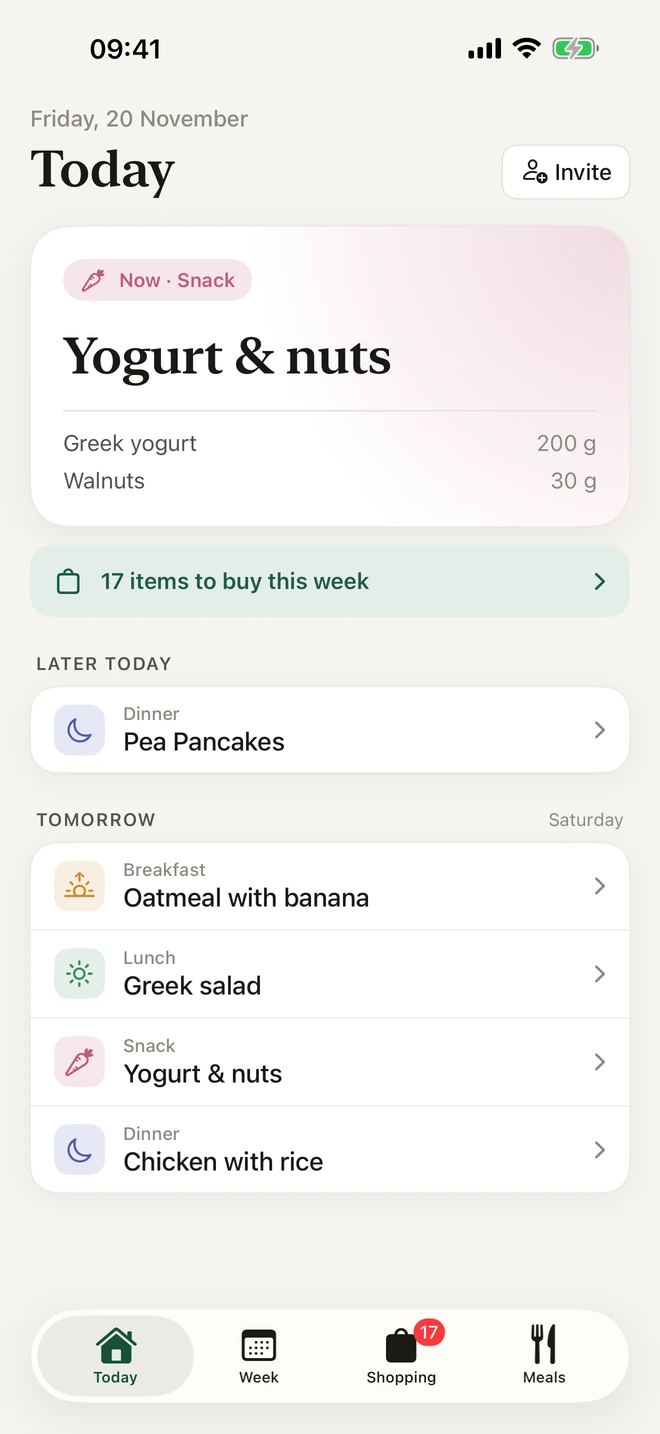 09:41
Friday, 20 November
Today
Invite
Now · Snack
Yogurt & nuts
Greek yogurt 200 g
Walnuts 30 g
17 items to buy this week
LATER TODAY
Dinner
Pea Pancakes
TOMORROW Saturday
Breakfast
Oatmeal with banana
Lunch
Greek salad
Snack
Yogurt & nuts
Dinner
Chicken with rice
17
Today Week Shopping Meals